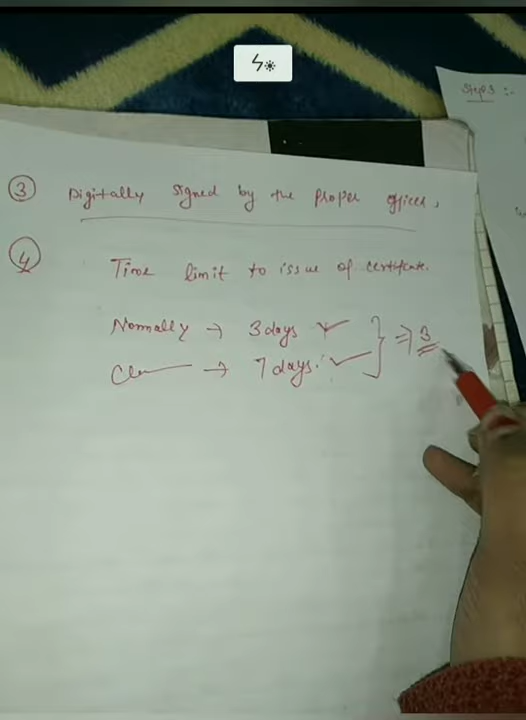 Steps :-
③ Digitally signed by the proper officer.
④ Time limit to issue of certificate.
Normally → 3 days ✓
→ 7 days. ✓
} ⇒ 3